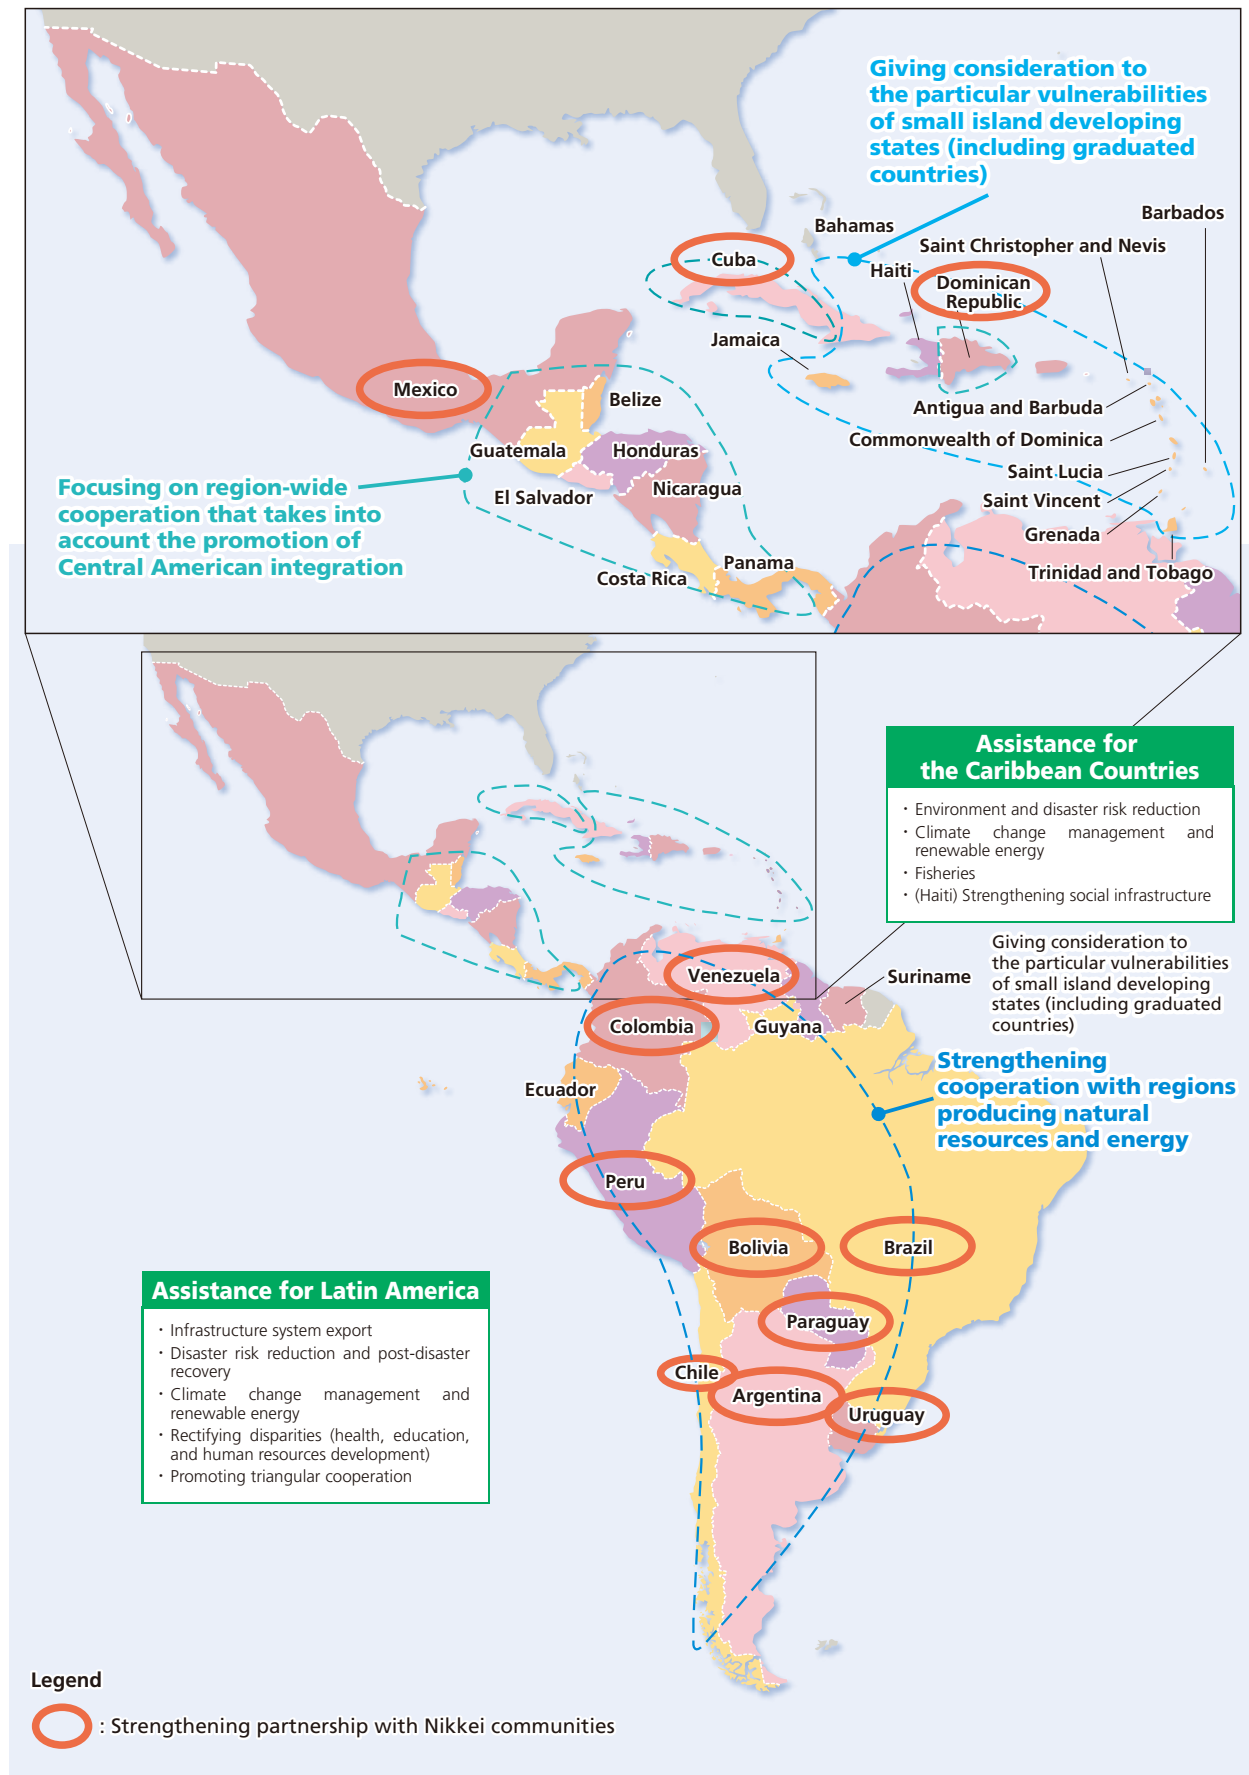 Giving consideration to
the particular vulnerabilities
of small island developing
states (including graduated
countries)
Barbados
Bahamas
Saint Christopher and Nevis
Cuba
Haiti
Dominican
Republic
Jamaica
Mexico
Belize
Antigua and Barbuda
Commonwealth of Dominica
Guatemala
Honduras
Saint Lucia
Nicaragua
El Salvador
Saint Vincent
Focusing on region-wide
cooperation that takes into
account the promotion of
Central American integration
Grenada
Panama
Costa Rica
Trinidad and Tobago
Assistance for
the Caribbean Countries
・Environment and disaster risk reduction
・Climate change management and
renewable energy
・Fisheries
・(Haiti) Strengthening social infrastructure
Giving consideration to
the particular vulnerabilities
of small island developing
states (including graduated
countries)
Venezuela
Suriname
Colombia
Guyana
Strengthening
cooperation with regions
producing natural
resources and energy
Ecuador
Peru
Bolivia
Brazil
Paraguay
Chile
Argentina
Uruguay
Assistance for Latin America
・Infrastructure system export
・Disaster risk reduction and post-disaster
recovery
・Climate change management and
renewable energy
・Rectifying disparities (health, education,
and human resources development)
・Promoting triangular cooperation
Legend
: Strengthening partnership with Nikkei communities